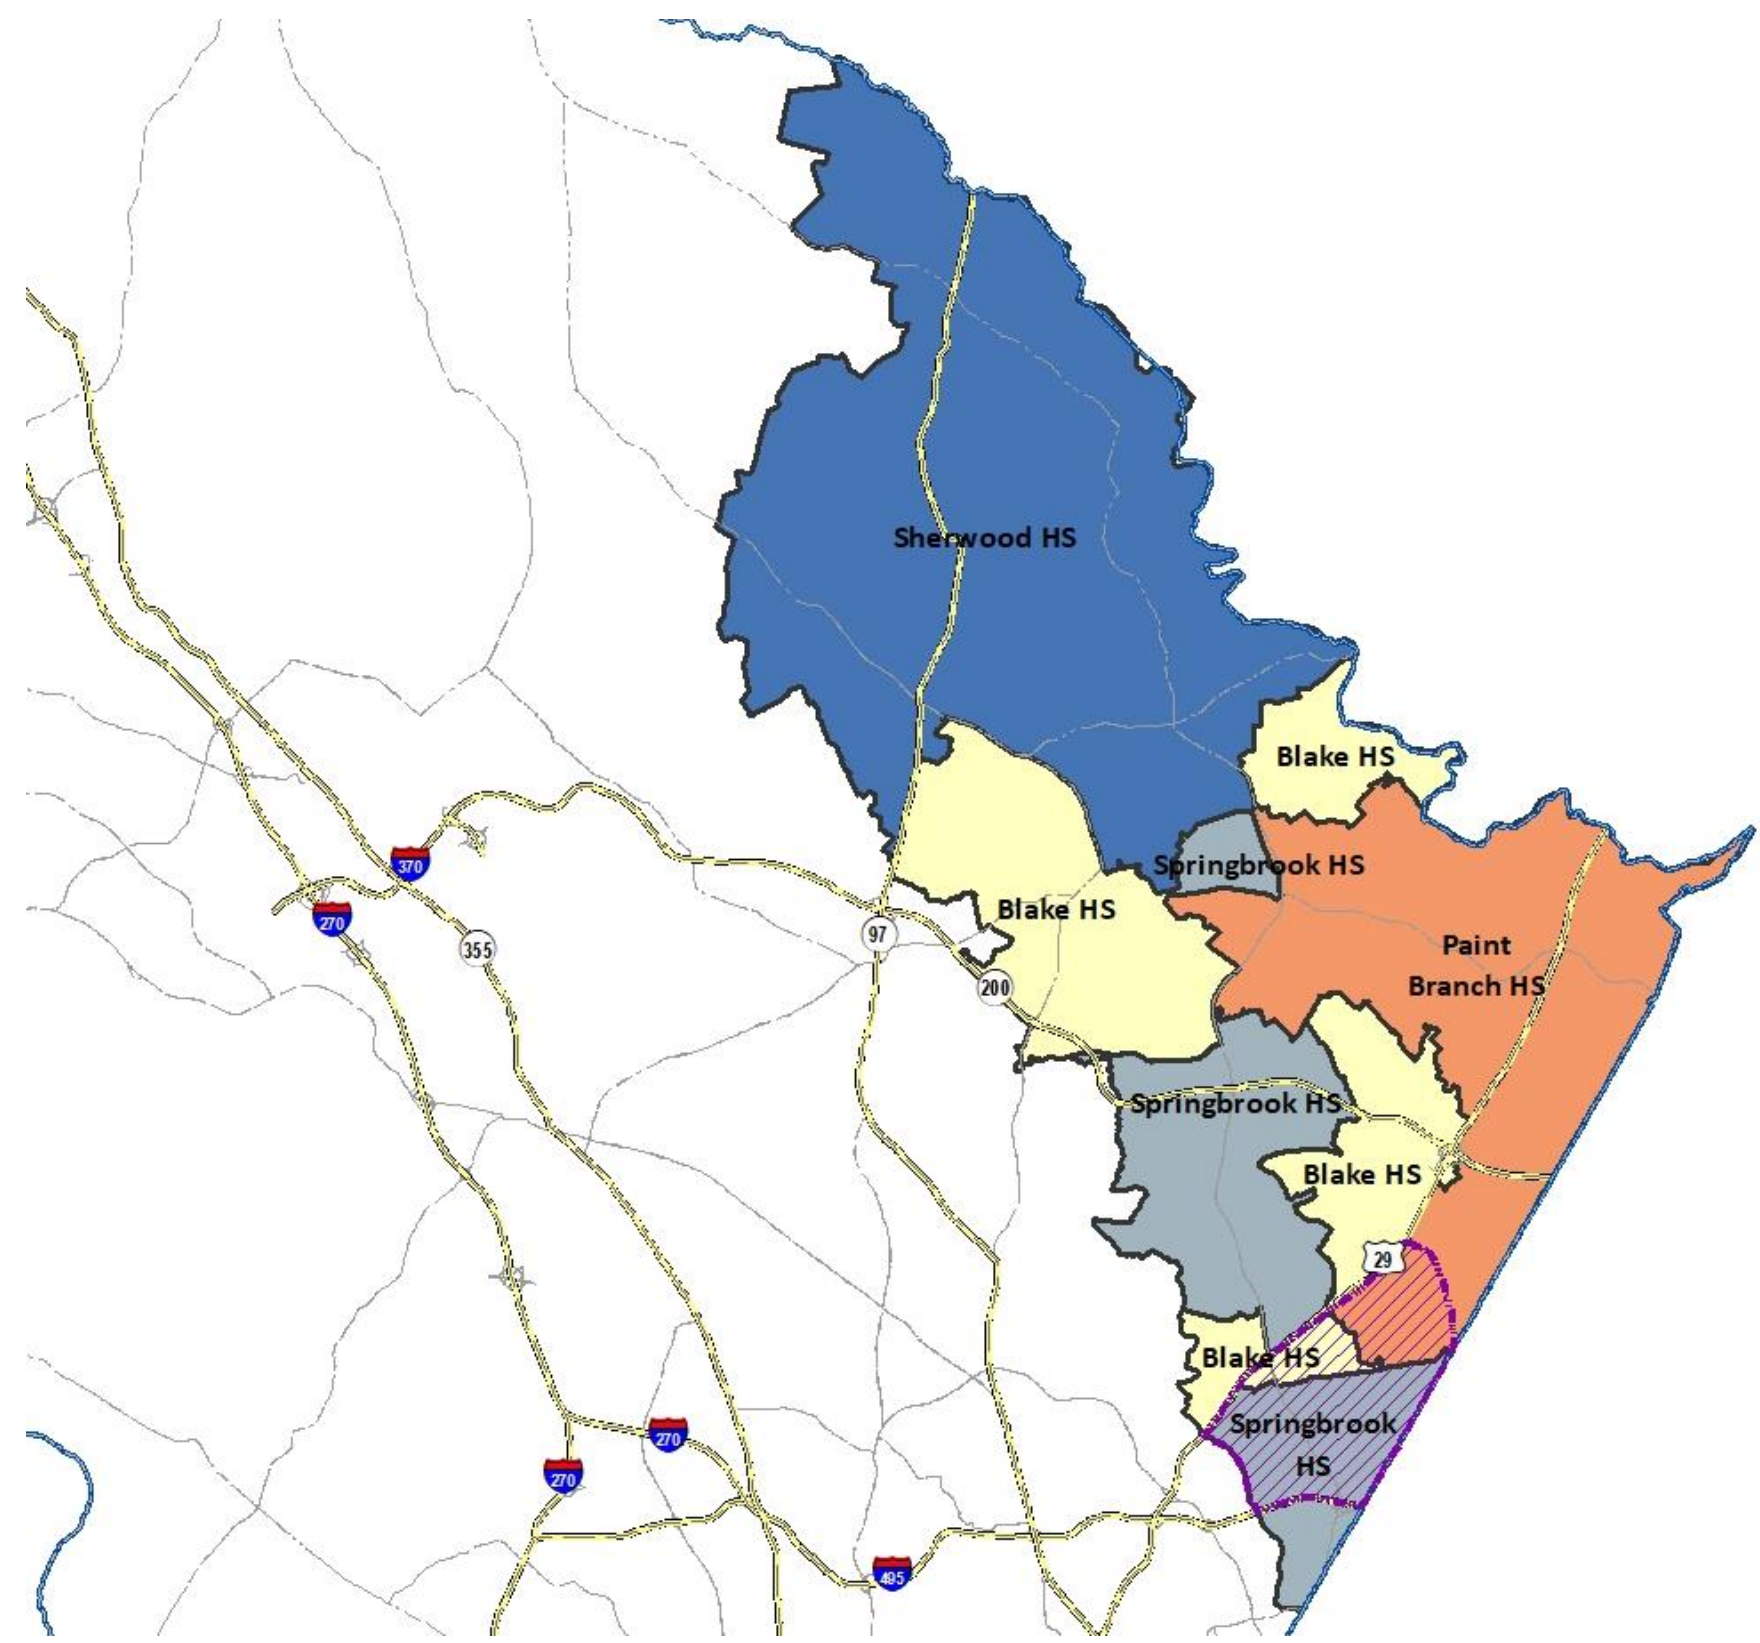 Sherwood HS
Blake HS
Springbrook HS
370
Blake HS
270
97
355
Paint
Branch HS
200
Springbrook HS
Blake HS
29
Blake HS
Springbrook
HS
270
270
495